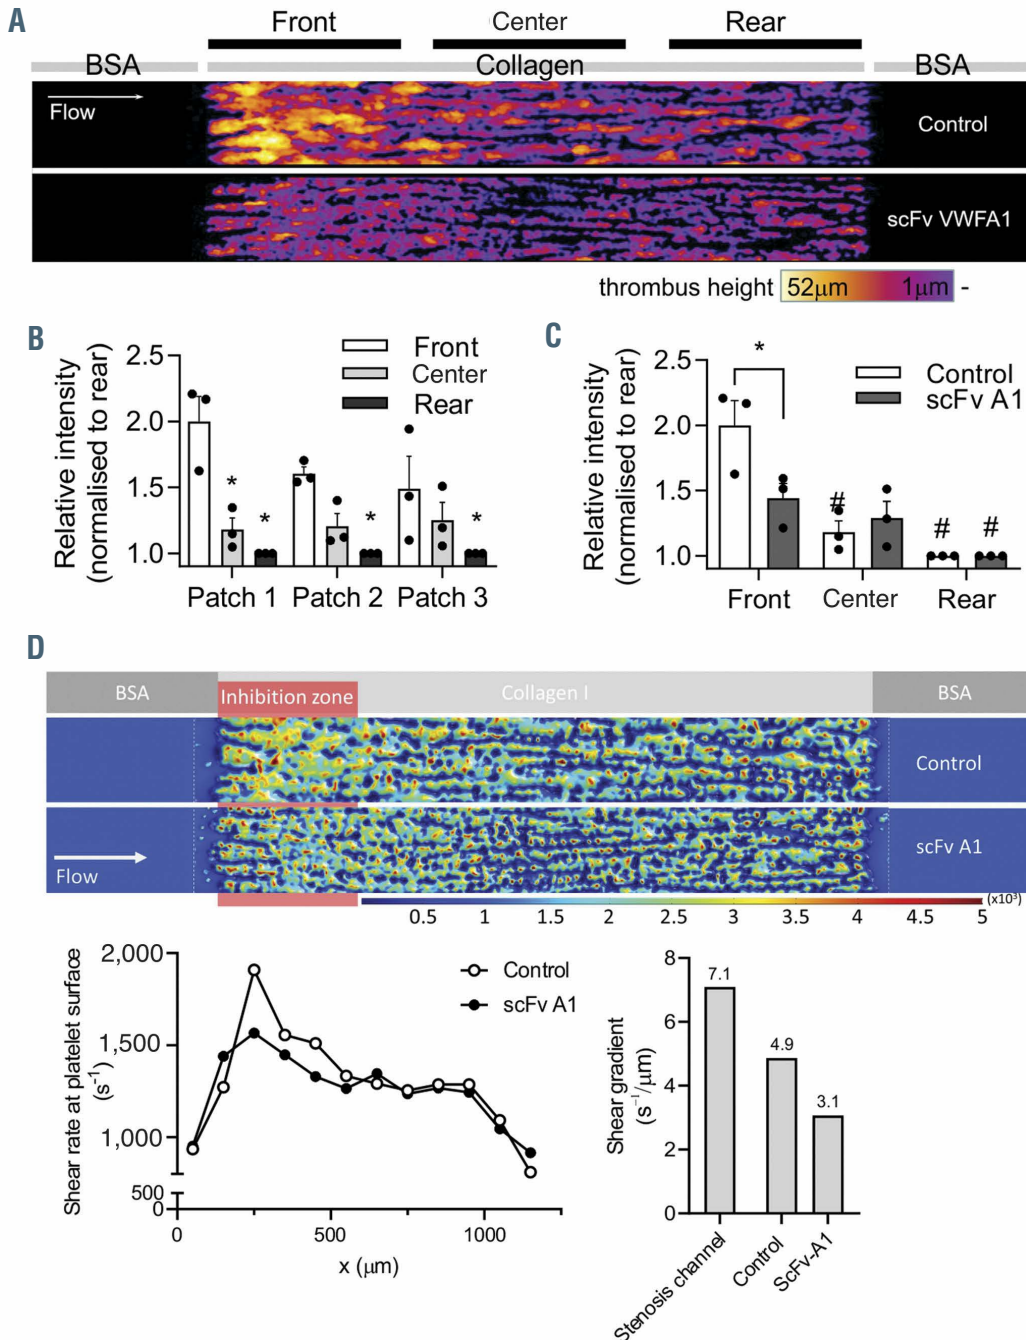 A
Front Center Rear
BSA Collagen BSA
Flow
Control
scFv VWFA1
thrombus height 52μm 1μm -
B
Relative intensity
(normalised to rear)
2.5
2.0
1.5
1.0
Front
Center
Rear
* * * *
Patch 1 Patch 2 Patch 3
C
Relative intensity
(normalised to rear)
2.5
2.0
1.5
1.0
*
Control
scFv A1
# # #
Front Center Rear
D
BSA Inhibition zone Collagen I BSA
Control
scFv A1
Flow
(x10³)
0.5 1 1.5 2 2.5 3 3.5 4 4.5 5
Shear rate at platelet surface
(s⁻¹)
2,000
1,500
1,000
500
0
Control
scFv A1
0 500 1000
x (μm)
Shear gradient
(s⁻¹/μm)
8
6
4
2
0
7.1
4.9
3.1
Stenosis channel
Control
ScFv-A1